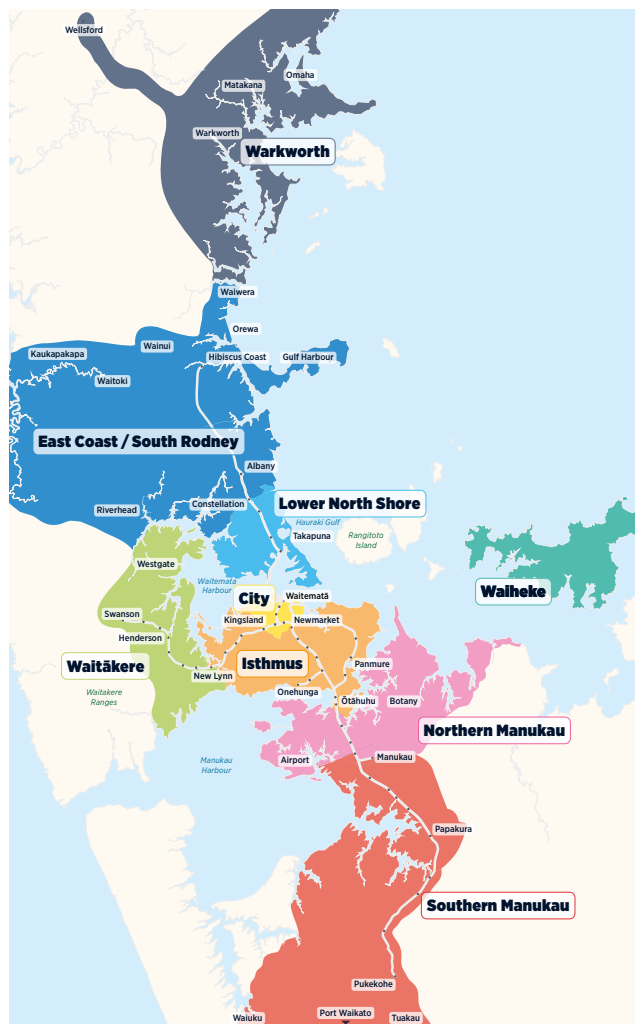 Wellsford
Omaha
Matakana
Warkworth
Warkworth
Waiwera
Orewa
Wainui
Kaukapakapa
Hibiscus Coast
Gulf Harbour
Waitoki
East Coast / South Rodney
Albany
Constellation
Lower North Shore
Riverhead
Hauraki Gulf
Takapuna
Rangitoto
Island
Westgate
Waitemata
Harbour
Waiheke
City
Waitematā
Swanson
Kingsland
Newmarket
Henderson
Waitākere
Isthmus
Panmure
New Lynn
Onehunga
Waitakere
Ranges
Ōtāhuhu
Botany
Northern Manukau
Manukau
Harbour
Airport
Manukau
Papakura
Southern Manukau
Pukekohe
Waiuku
Port Waikato
Tuakau